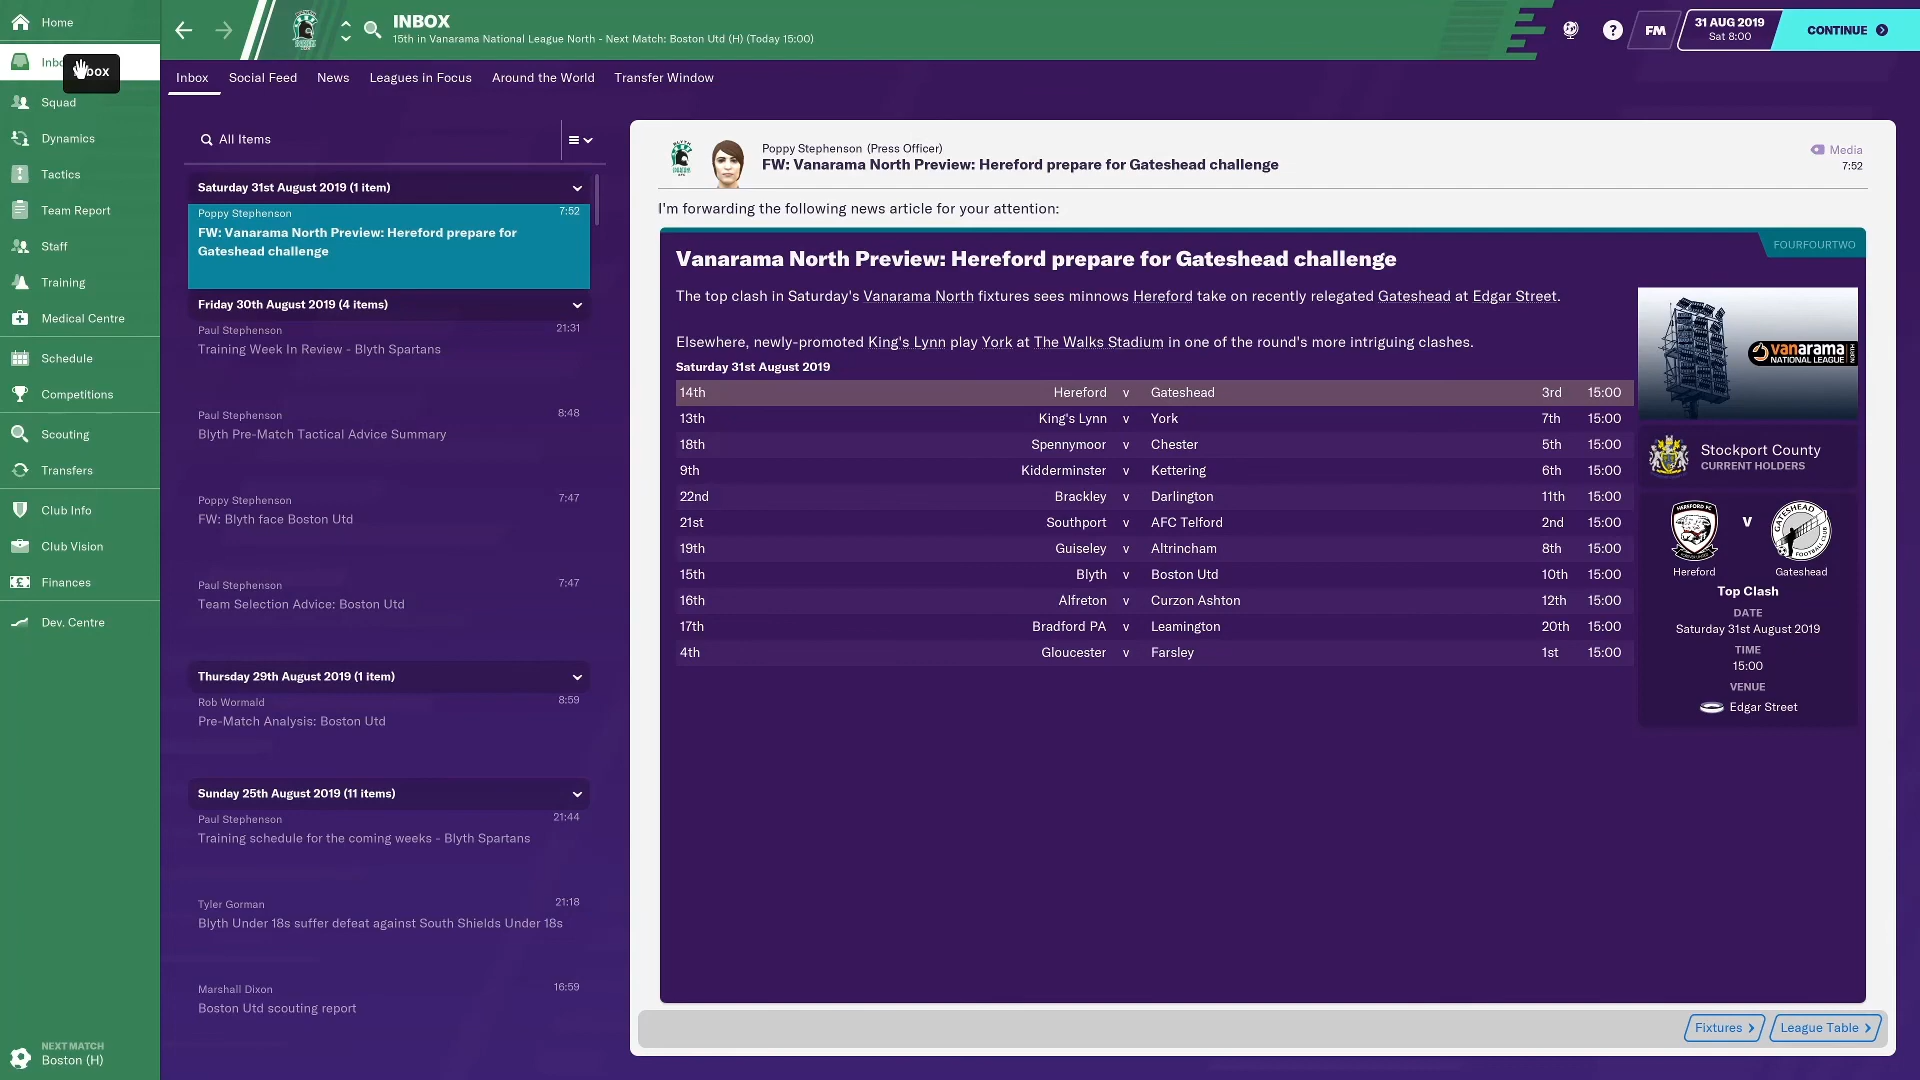 Home
INBOX
15th in Vanarama National League North - Next Match: Boston Utd (H) (Today 15:00)
FM
31 AUG 2019
Sat 8:00
CONTINUE
Squad
Dynamics
Tactics
Team Report
Staff
Training
Medical Centre
Schedule
Competitions
Scouting
Transfers
Club Info
Club Vision
Finances
Dev. Centre
NEXT MATCH
Boston (H)
Inbox Social Feed News Leagues in Focus Around the World Transfer Window
All Items
Saturday 31st August 2019 (1 item)
Poppy Stephenson 7:52
FW: Vanarama North Preview: Hereford prepare for
Gateshead challenge
Friday 30th August 2019 (4 items)
Paul Stephenson 21:31
Training Week In Review - Blyth Spartans
Paul Stephenson 8:48
Blyth Pre-Match Tactical Advice Summary
Poppy Stephenson 7:47
FW: Blyth face Boston Utd
Paul Stephenson 7:47
Team Selection Advice: Boston Utd
Thursday 29th August 2019 (1 item)
Rob Wormald 8:59
Pre-Match Analysis: Boston Utd
Sunday 25th August 2019 (11 items)
Paul Stephenson 21:44
Training schedule for the coming weeks - Blyth Spartans
Tyler Gorman 21:18
Blyth Under 18s suffer defeat against South Shields Under 18s
Marshall Dixon 16:59
Boston Utd scouting report
Poppy Stephenson (Press Officer)
FW: Vanarama North Preview: Hereford prepare for Gateshead challenge
Media
7:52
I'm forwarding the following news article for your attention:
FOURFOURTWO
Vanarama North Preview: Hereford prepare for Gateshead challenge
The top clash in Saturday's Vanarama North fixtures sees minnows Hereford take on recently relegated Gateshead at Edgar Street.
Elsewhere, newly-promoted King's Lynn play York at The Walks Stadium in one of the round's more intriguing clashes.
Saturday 31st August 2019
14th Hereford v Gateshead 3rd 15:00
13th King's Lynn v York 7th 15:00
18th Spennymoor v Chester 5th 15:00
9th Kidderminster v Kettering 6th 15:00
22nd Brackley v Darlington 11th 15:00
21st Southport v AFC Telford 2nd 15:00
19th Guiseley v Altrincham 8th 15:00
15th Blyth v Boston Utd 10th 15:00
16th Alfreton v Curzon Ashton 12th 15:00
17th Bradford PA v Leamington 20th 15:00
4th Gloucester v Farsley 1st 15:00
vanarama
NATIONAL LEAGUE NORTH
Stockport County
CURRENT HOLDERS
HEREFORD FC
GATESHEAD
FOOTBALL CLUB
v
Hereford Gateshead
Top Clash
DATE
Saturday 31st August 2019
TIME
15:00
VENUE
Edgar Street
Fixtures
League Table